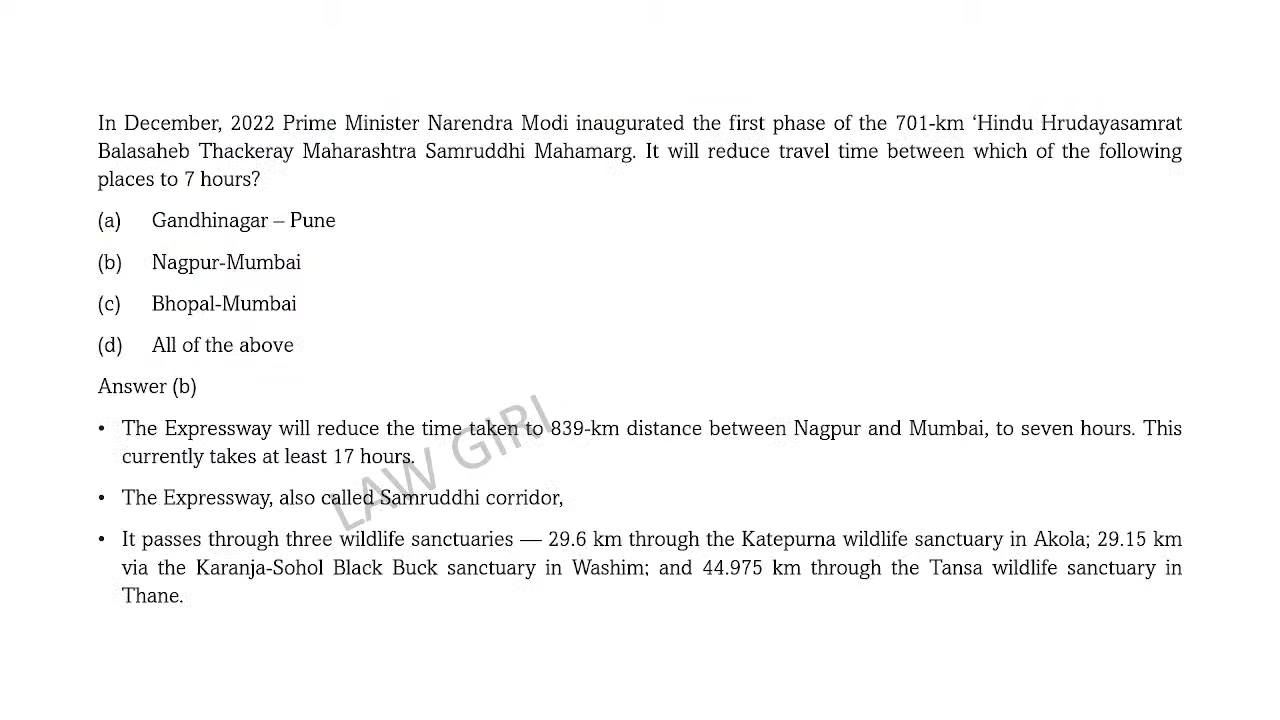 In December, 2022 Prime Minister Narendra Modi inaugurated the first phase of the 701-km ‘Hindu Hrudayasamrat
Balasaheb Thackeray Maharashtra Samruddhi Mahamarg. It will reduce travel time between which of the following
places to 7 hours?
(a) Gandhinagar – Pune
(b) Nagpur-Mumbai
(c) Bhopal-Mumbai
(d) All of the above
Answer (b)
• The Expressway will reduce the time taken to 839-km distance between Nagpur and Mumbai, to seven hours. This
currently takes at least 17 hours.
• The Expressway, also called Samruddhi corridor,
• It passes through three wildlife sanctuaries — 29.6 km through the Katepurna wildlife sanctuary in Akola; 29.15 km
via the Karanja-Sohol Black Buck sanctuary in Washim; and 44.975 km through the Tansa wildlife sanctuary in
Thane.
LAW GIRI